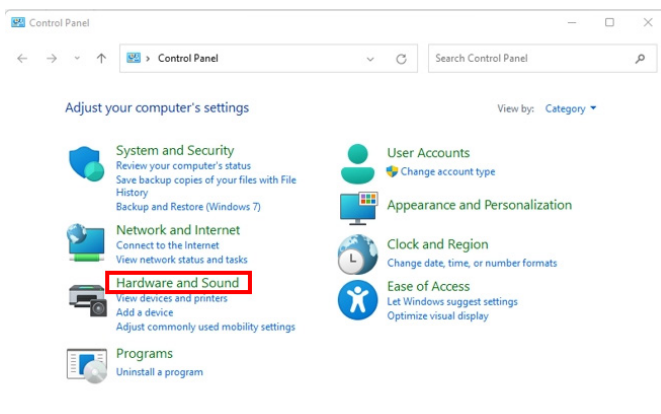 Control Panel
Control Panel
Search Control Panel
Adjust your computer's settings
View by: Category
System and Security
Review your computer's status
Save backup copies of your files with File
History
Backup and Restore (Windows 7)
Network and Internet
Connect to the Internet
View network status and tasks
Hardware and Sound
View devices and printers
Add a device
Adjust commonly used mobility settings
Programs
Uninstall a program
User Accounts
Change account type
Appearance and Personalization
Clock and Region
Change date, time, or number formats
Ease of Access
Let Windows suggest settings
Optimize visual display